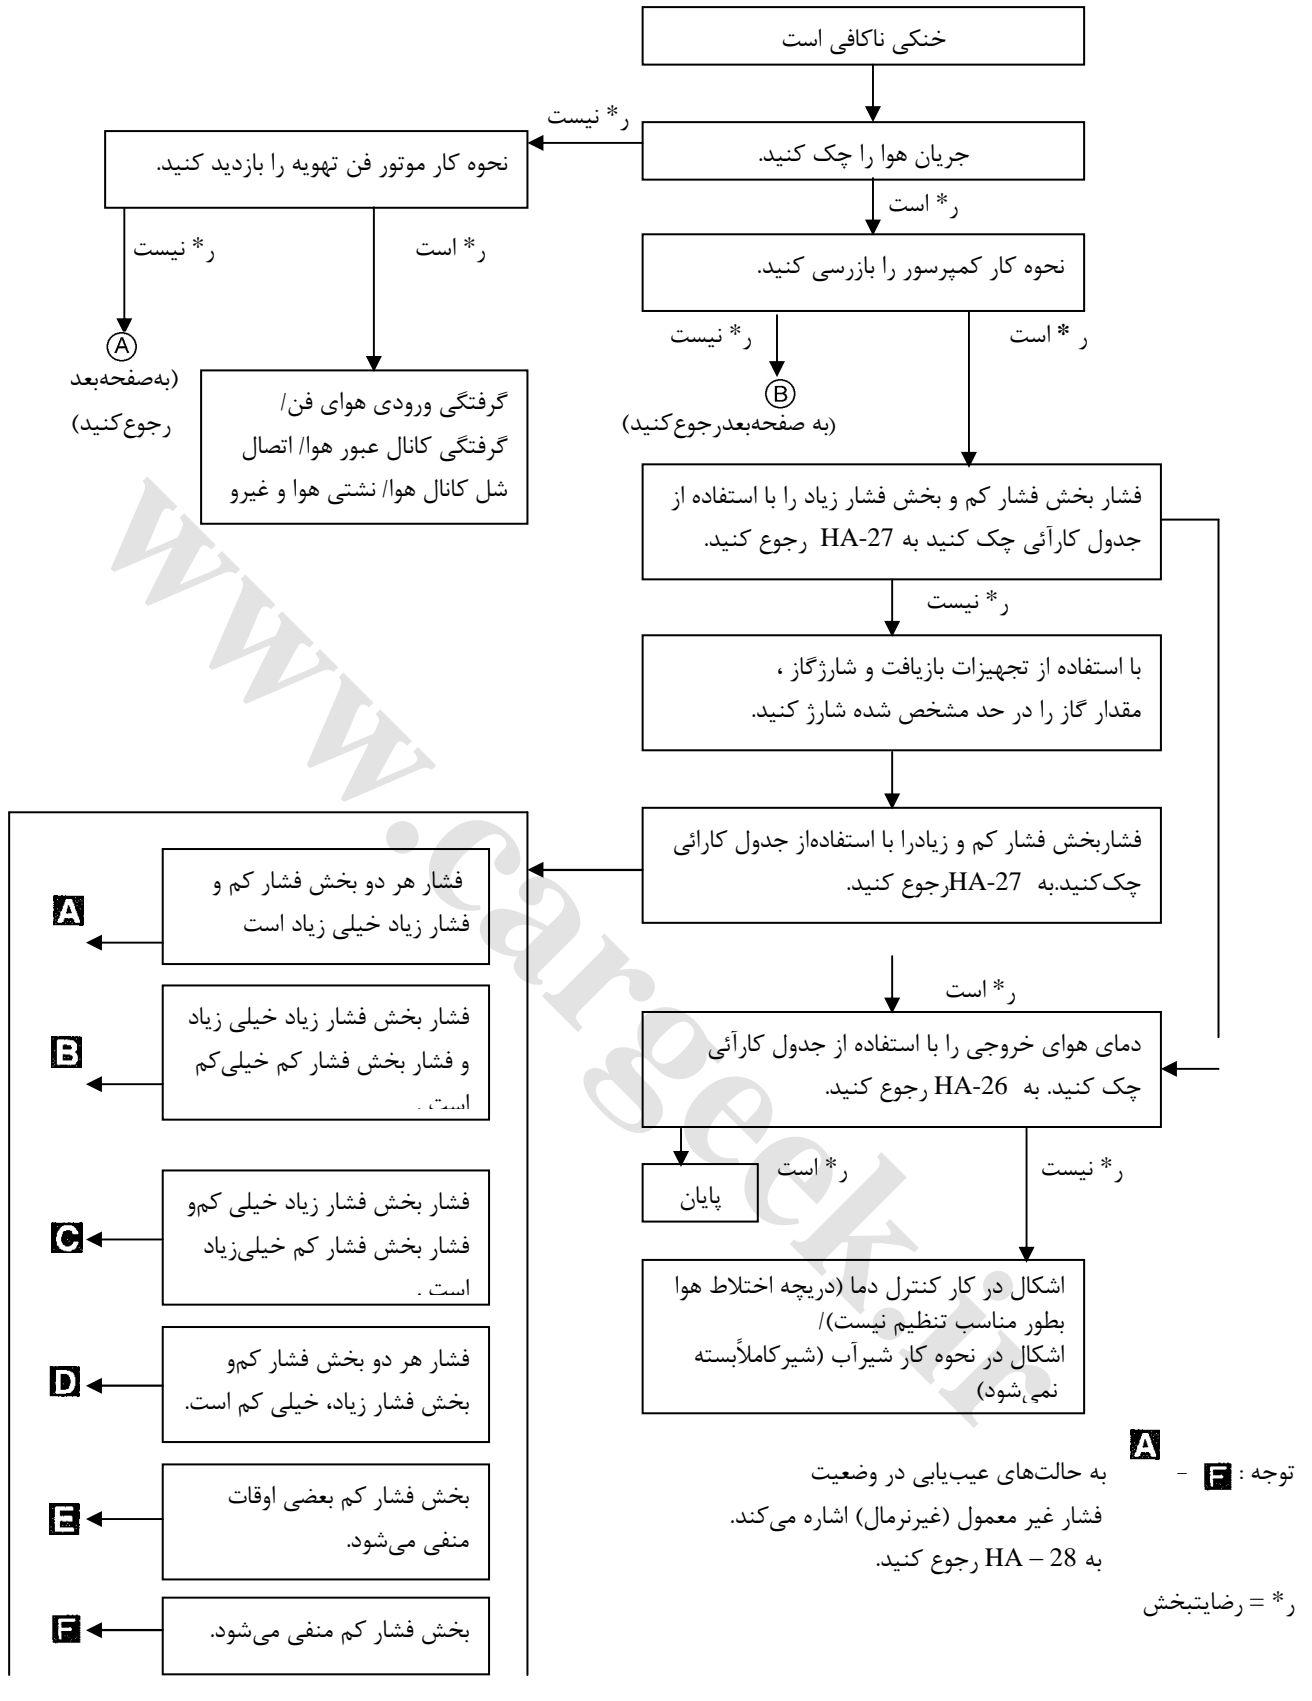 خنکی ناکافی است
جریان هوا را چک کنید.
ر* نیست
نحوه کار موتور فن تهویه را بازدید کنید.
ر* است
ر* نیست
A
(به‌صفحه‌بعد
رجوع‌کنید)
گرفتگی ورودی هوای فن/
گرفتگی کانال عبور هوا/ اتصال
شل کانال هوا/ نشتی هوا و غیرو
ر* است
نحوه کار کمپرسور را بازرسی کنید.
ر* نیست
B
(به صفحه‌بعدرجوع‌کنید)
ر * است
فشار بخش فشار کم و بخش فشار زیاد را با استفاده از
جدول کارآئی چک کنید به HA-27 رجوع کنید.
ر* نیست
با استفاده از تجهیزات بازیافت و شارژگاز ،
مقدار گاز را در حد مشخص شده شارژ کنید.
فشاربخش فشار کم و زیادرا با استفاده‌از جدول کارائی
چک‌کنید.به HA-27رجوع کنید.
ر* است
دمای هوای خروجی را با استفاده از جدول کارآئی
چک کنید. به HA-26 رجوع کنید.
ر* است
پایان
ر* نیست
اشکال در کار کنترل دما (دریچه اختلاط هوا
بطور مناسب تنظیم نیست)/
اشکال در نحوه کار شیرآب (شیرکاملاًبسته
نمی‌شود)
فشار هر دو بخش فشار کم و
فشار زیاد خیلی زیاد است
A
فشار بخش فشار زیاد خیلی زیاد
و فشار بخش فشار کم خیلی‌کم
است .
B
فشار بخش فشار زیاد خیلی کم‌و
فشار بخش فشار کم خیلی‌زیاد
است .
C
فشار هر دو بخش فشار کم‌و
بخش فشار زیاد، خیلی کم است.
D
بخش فشار کم بعضی اوقات
منفی می‌شود.
E
بخش فشار کم منفی می‌شود.
F
توجه : F - A به حالت‌های عیب‌یابی در وضعیت
فشار غیر معمول (غیرنرمال) اشاره می‌کند.
به HA – 28 رجوع کنید.
ر* = رضایتبخش
www.cargeek.ir